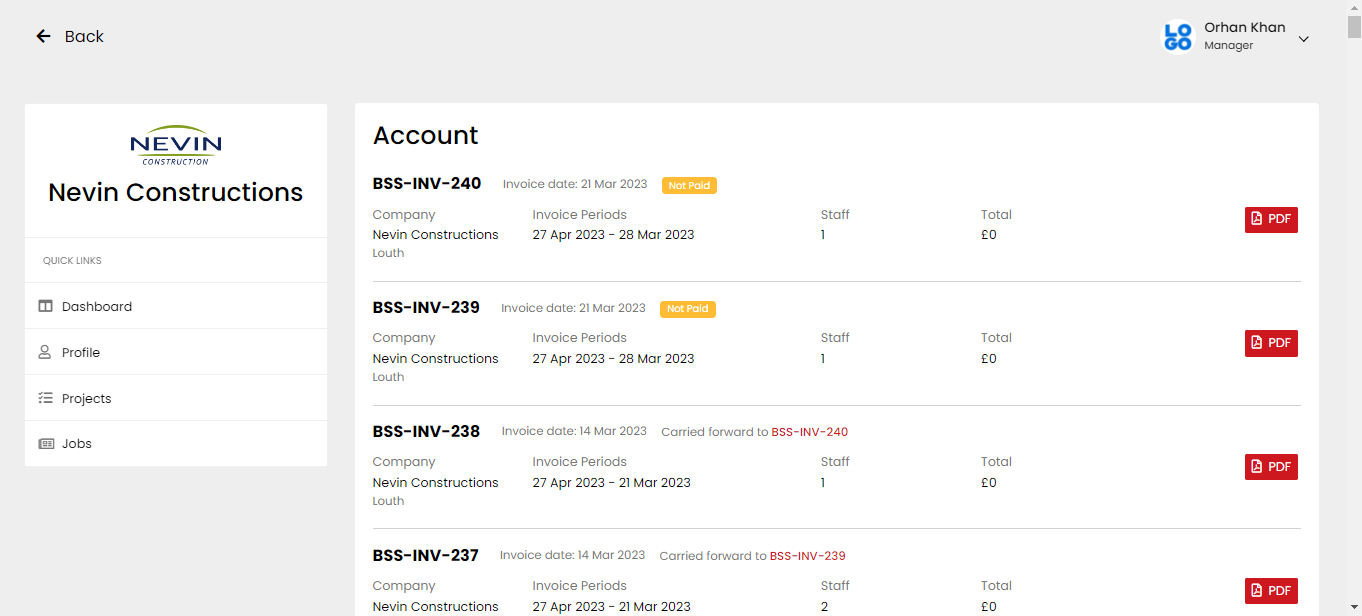 Back
LOGO
Orhan Khan
Manager
NEVIN
CONSTRUCTION
Nevin Constructions
QUICK LINKS
Dashboard
Profile
Projects
Jobs
Account
BSS-INV-240 Invoice date: 21 Mar 2023 Not Paid
Company Invoice Periods Staff Total
Nevin Constructions 27 Apr 2023 - 28 Mar 2023 1 £0 PDF
Louth
BSS-INV-239 Invoice date: 21 Mar 2023 Not Paid
Company Invoice Periods Staff Total
Nevin Constructions 27 Apr 2023 - 28 Mar 2023 1 £0 PDF
Louth
BSS-INV-238 Invoice date: 14 Mar 2023 Carried forward to BSS-INV-240
Company Invoice Periods Staff Total
Nevin Constructions 27 Apr 2023 - 21 Mar 2023 1 £0 PDF
Louth
BSS-INV-237 Invoice date: 14 Mar 2023 Carried forward to BSS-INV-239
Company Invoice Periods Staff Total
Nevin Constructions 27 Apr 2023 - 21 Mar 2023 2 £0 PDF